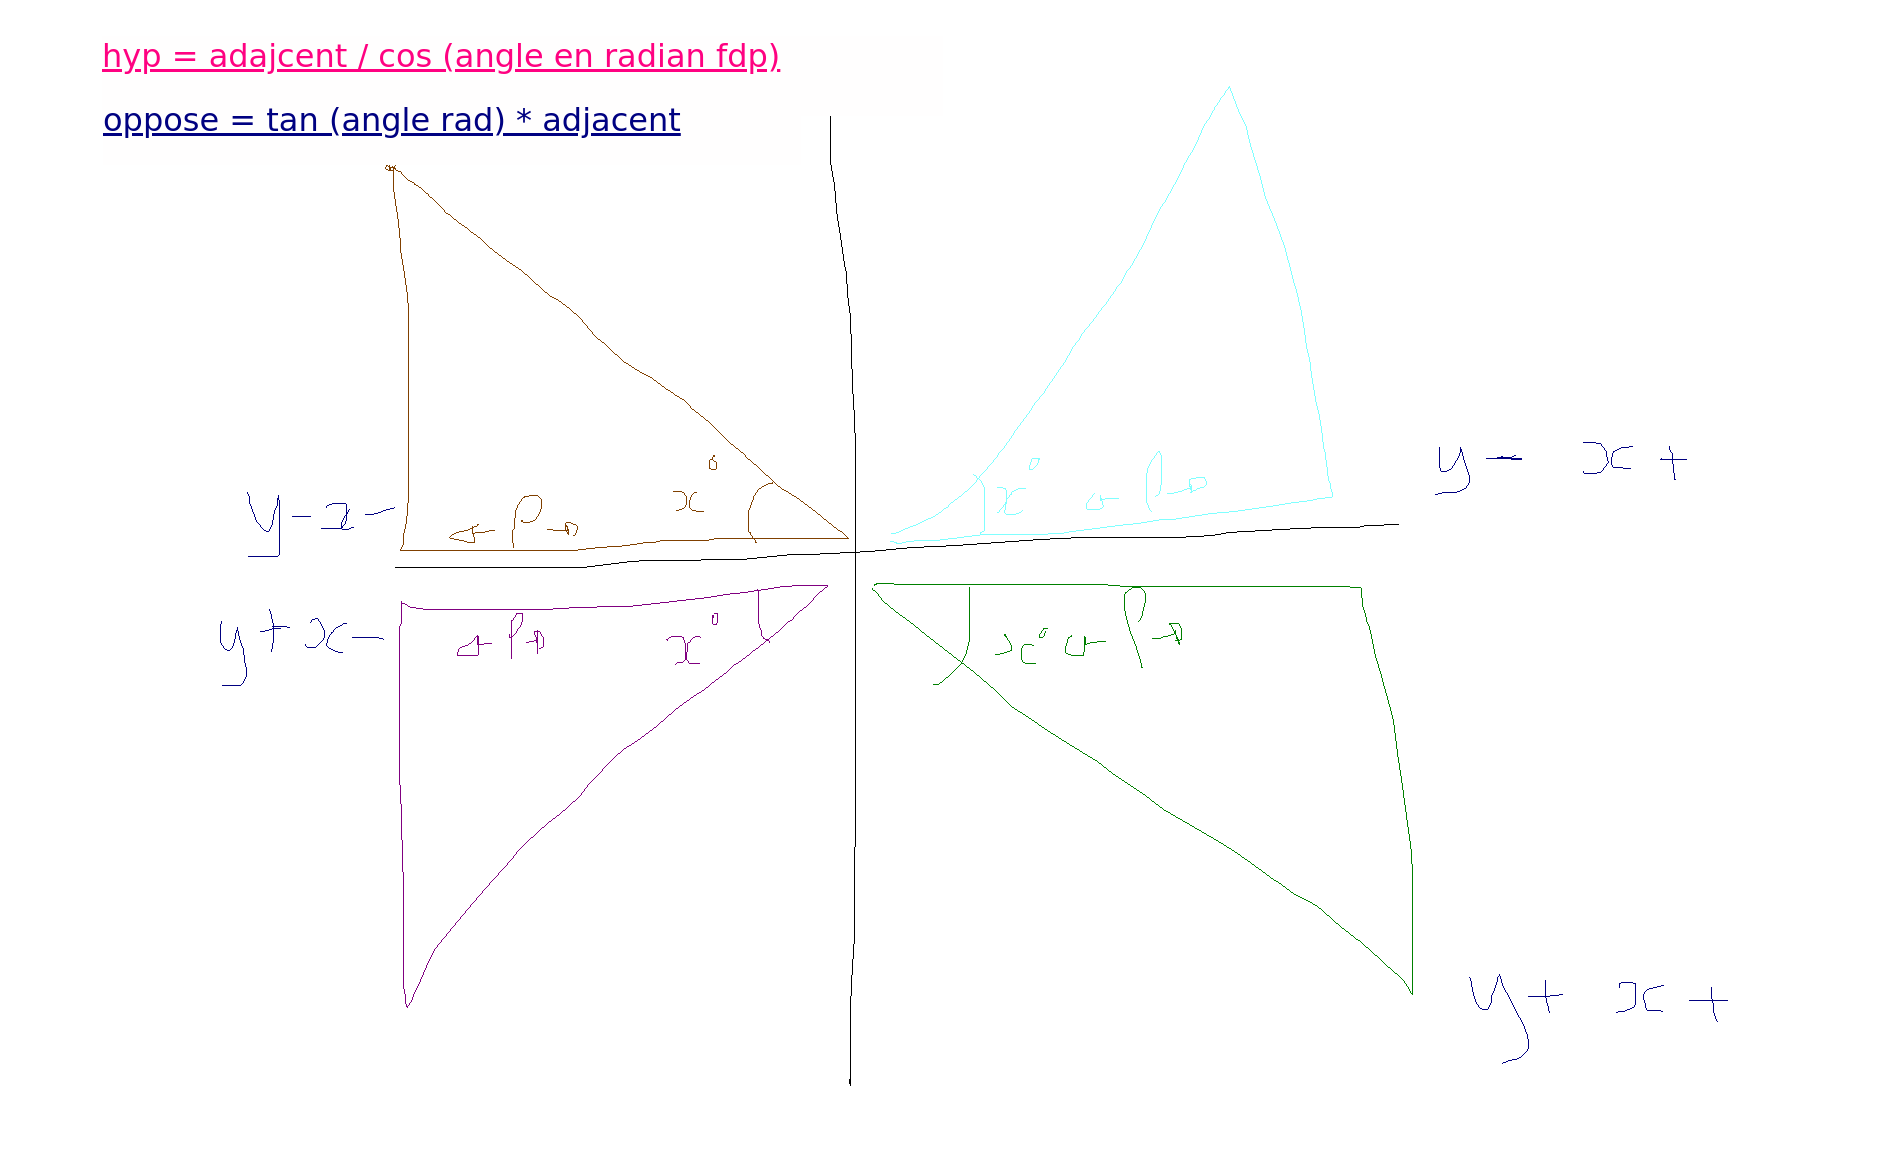 hyp = adajcent / cos (angle en radian fdp)
oppose = tan (angle rad) * adjacent
y - x +
x°
x°
P
y - x -
P
y + x -
P
x°
x°
P
y + x +